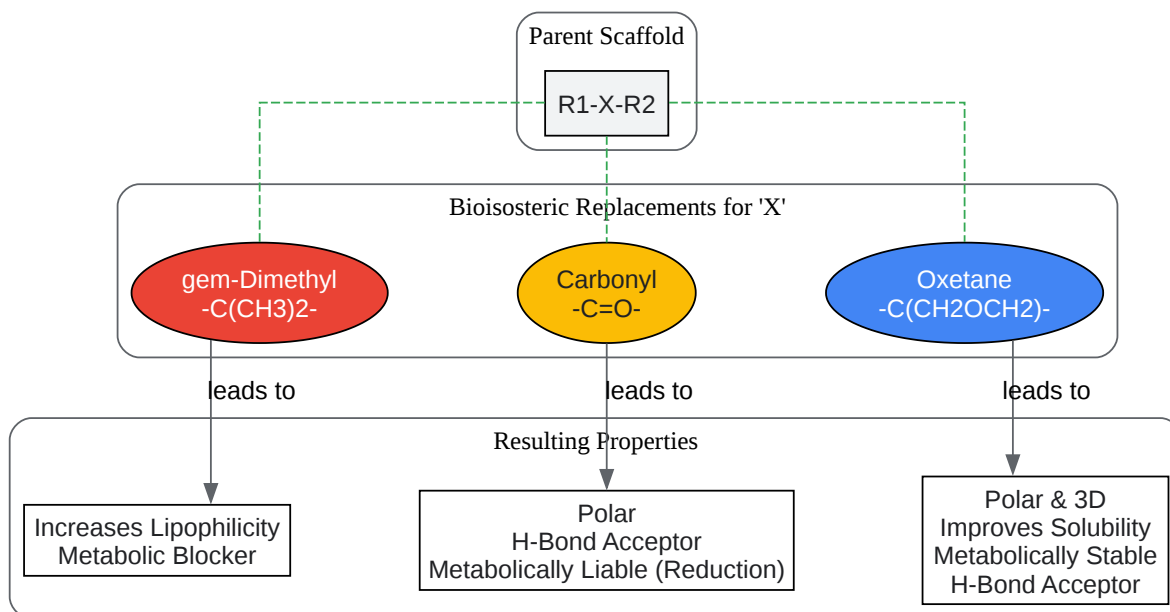 Parent Scaffold
R1-X-R2
Bioisosteric Replacements for 'X'
gem-Dimethyl
-C(CH3)2-
Carbonyl
-C=O-
Oxetane
-C(CH2OCH2)-
leads to
leads to
leads to
Resulting Properties
Increases Lipophilicity
Metabolic Blocker
Polar
H-Bond Acceptor
Metabolically Liable (Reduction)
Polar & 3D
Improves Solubility
Metabolically Stable
H-Bond Acceptor